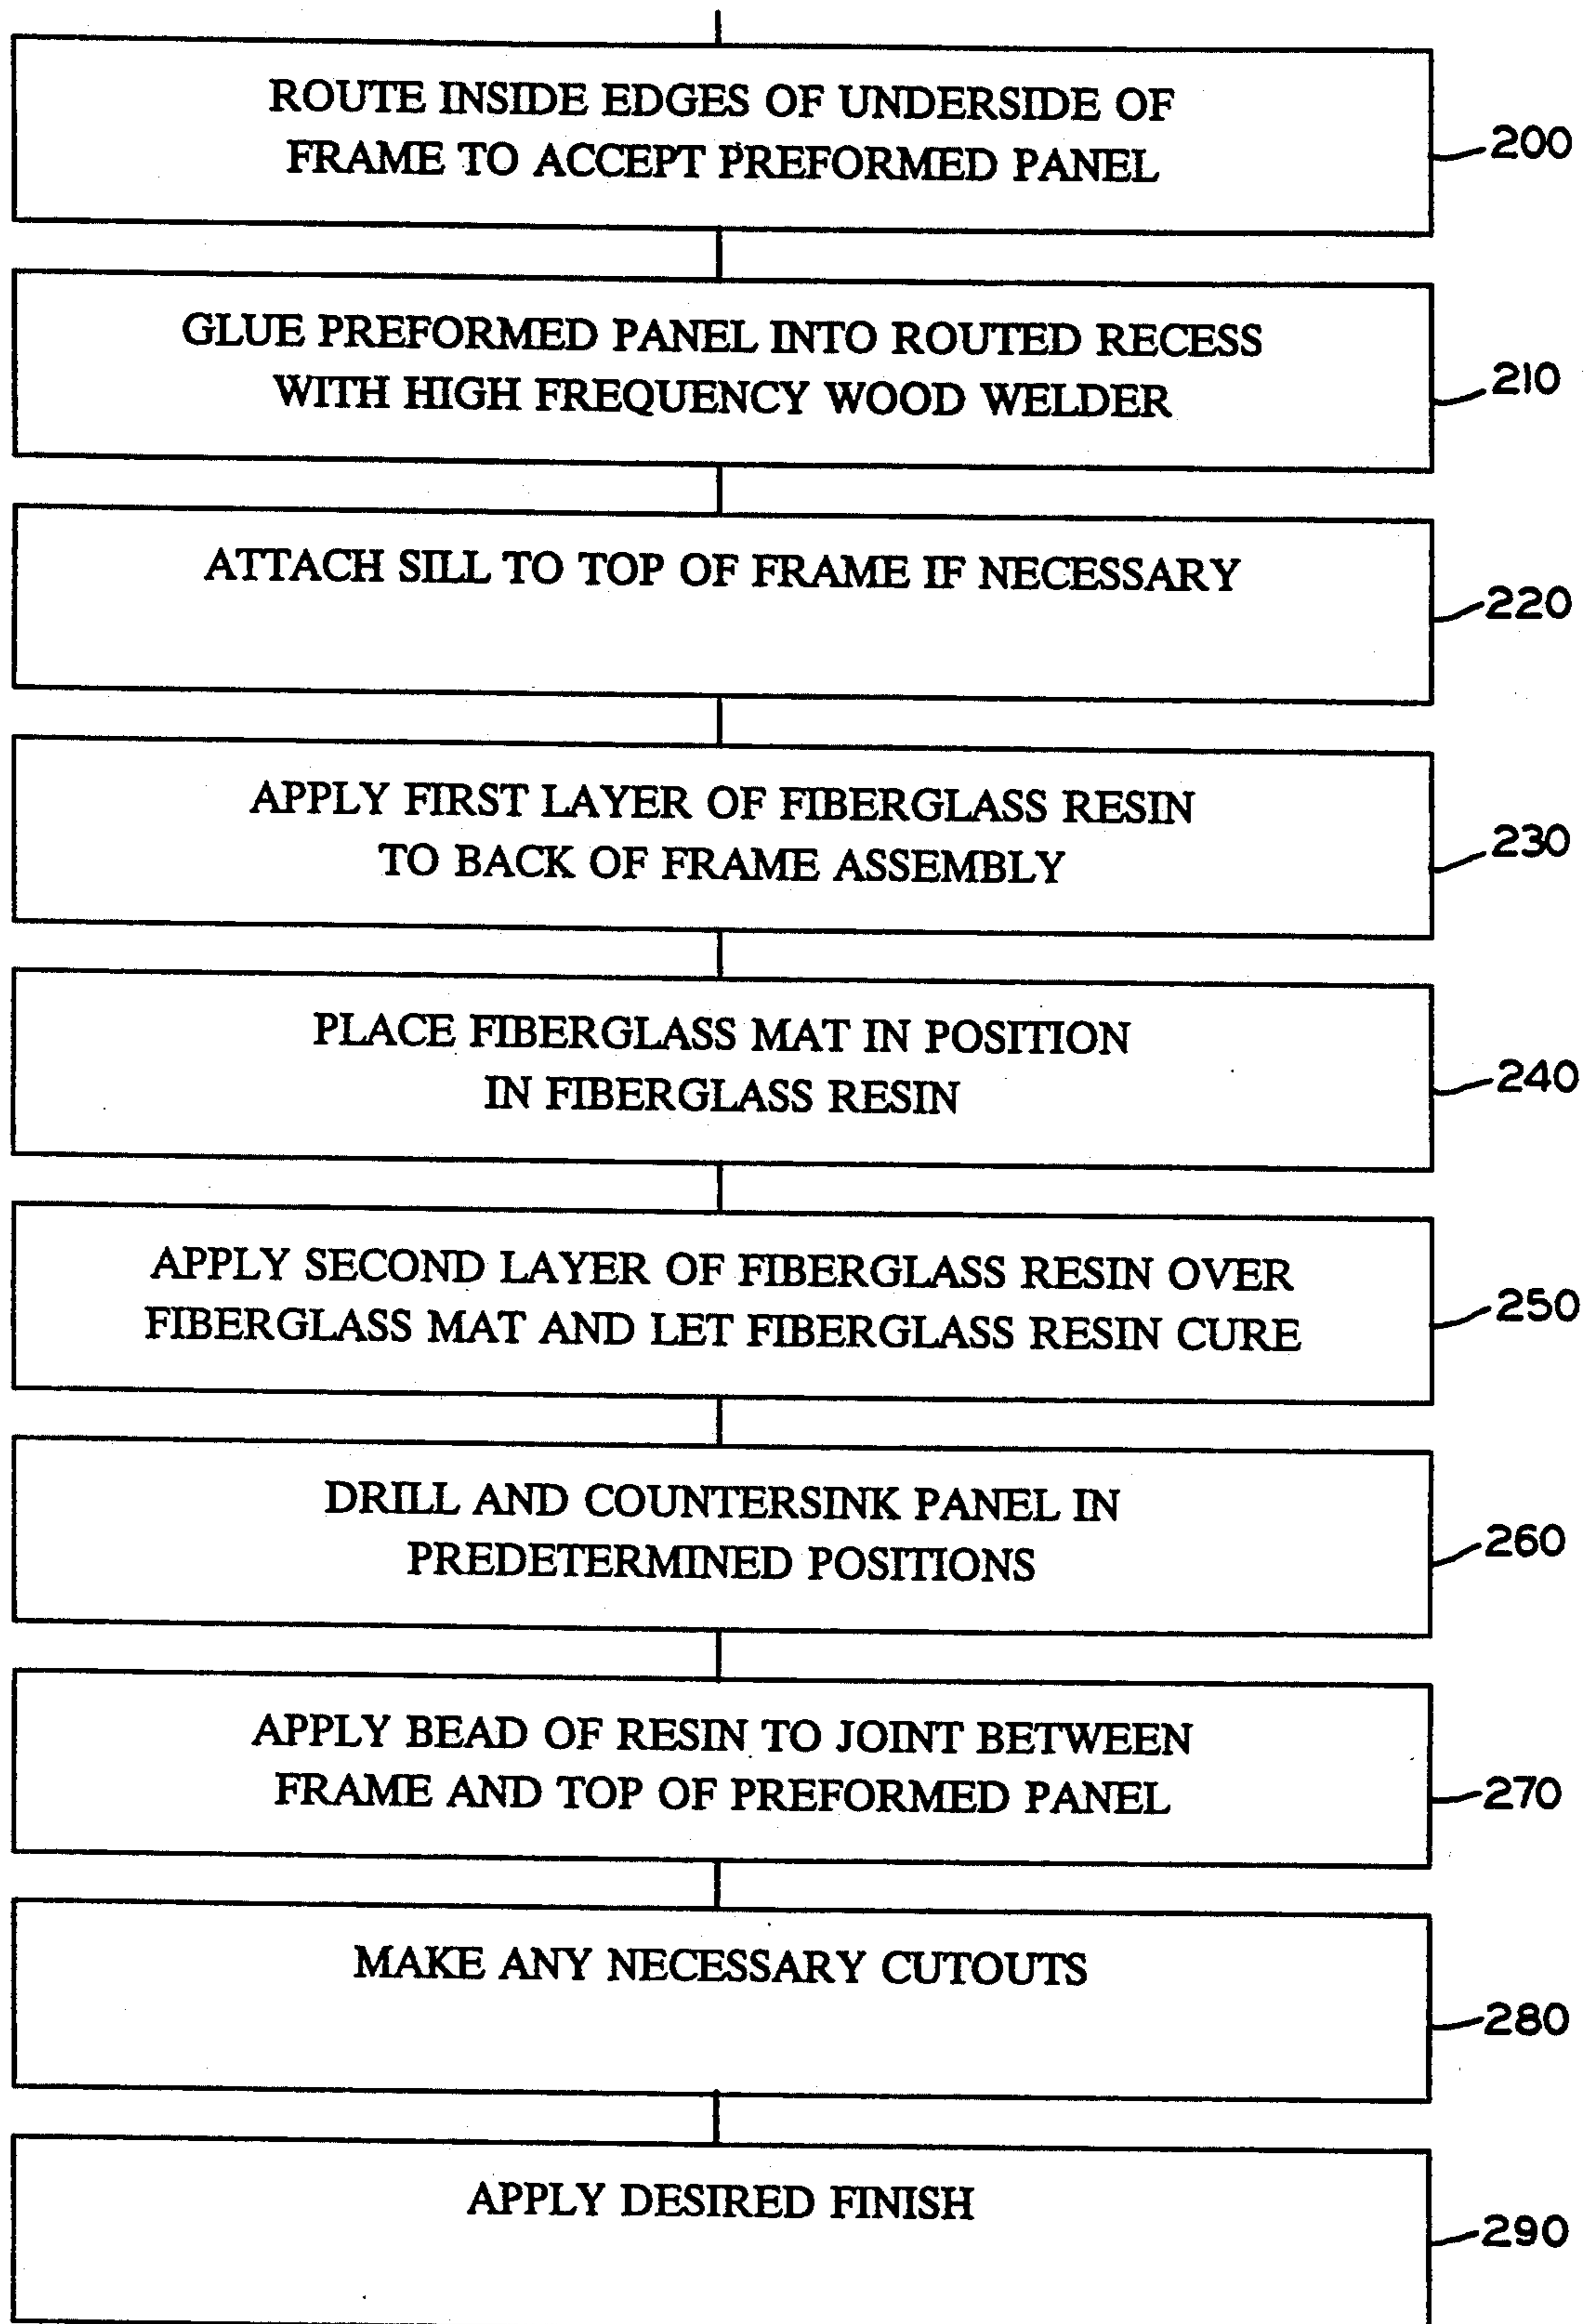 ROUTE INSIDE EDGES OF UNDERSIDE OF
FRAME TO ACCEPT PREFORMED PANEL
200
GLUE PREFORMED PANEL INTO ROUTED RECESS
WITH HIGH FREQUENCY WOOD WELDER
210
ATTACH SILL TO TOP OF FRAME IF NECESSARY
220
APPLY FIRST LAYER OF FIBERGLASS RESIN
TO BACK OF FRAME ASSEMBLY
230
PLACE FIBERGLASS MAT IN POSITION
IN FIBERGLASS RESIN
240
APPLY SECOND LAYER OF FIBERGLASS RESIN OVER
FIBERGLASS MAT AND LET FIBERGLASS RESIN CURE
250
DRILL AND COUNTERSINK PANEL IN
PREDETERMINED POSITIONS
260
APPLY BEAD OF RESIN TO JOINT BETWEEN
FRAME AND TOP OF PREFORMED PANEL
270
MAKE ANY NECESSARY CUTOUTS
280
APPLY DESIRED FINISH
290